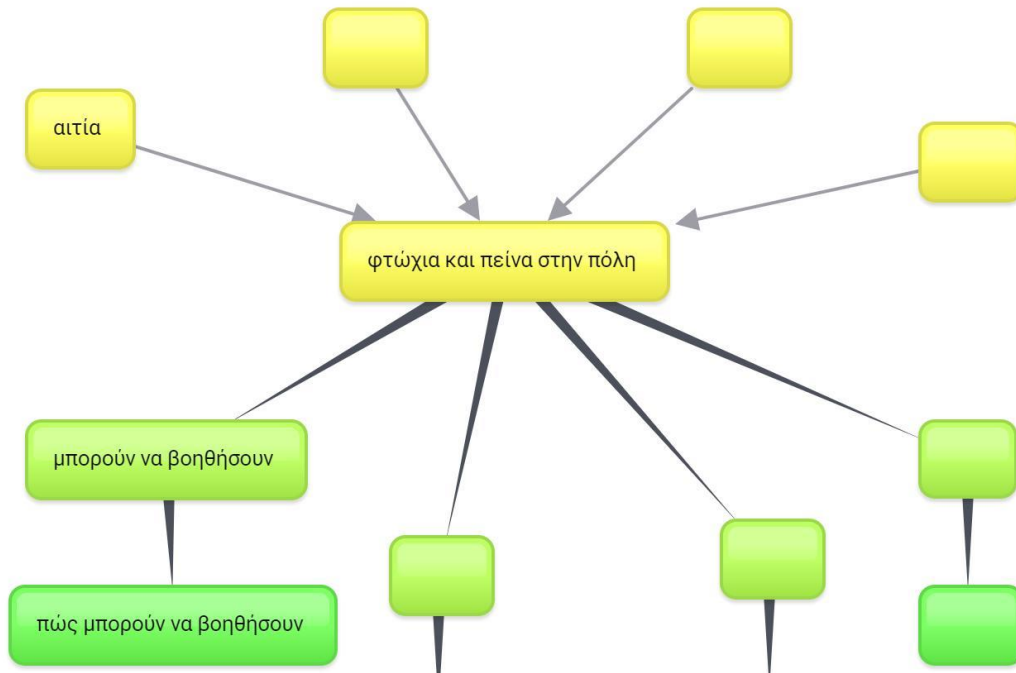 αιτία
φτώχια και πείνα στην πόλη
μπορούν να βοηθήσουν
πώς μπορούν να βοηθήσουν